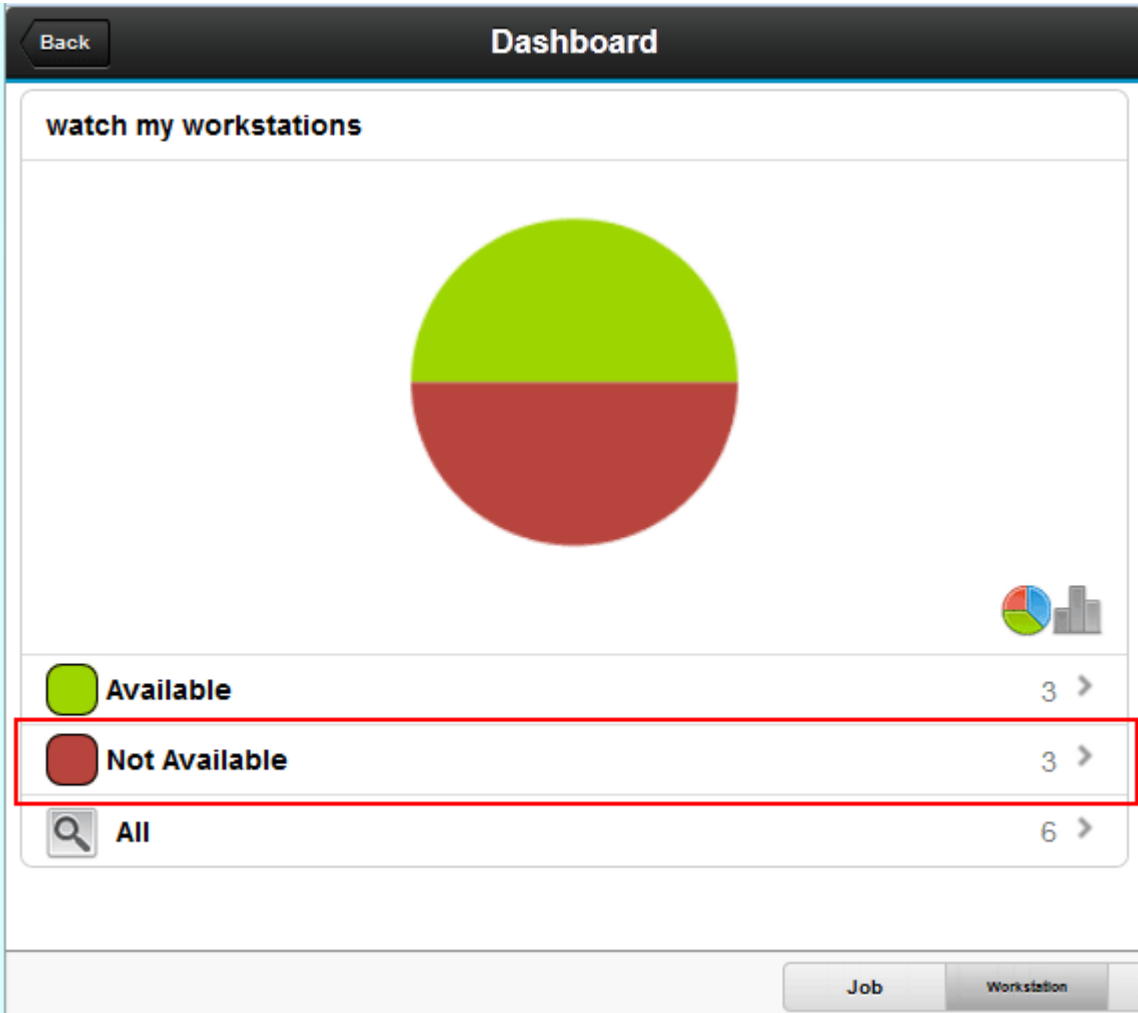 Back
Dashboard
watch my workstations
Available 3
Not Available 3
All 6
Job
Workstation